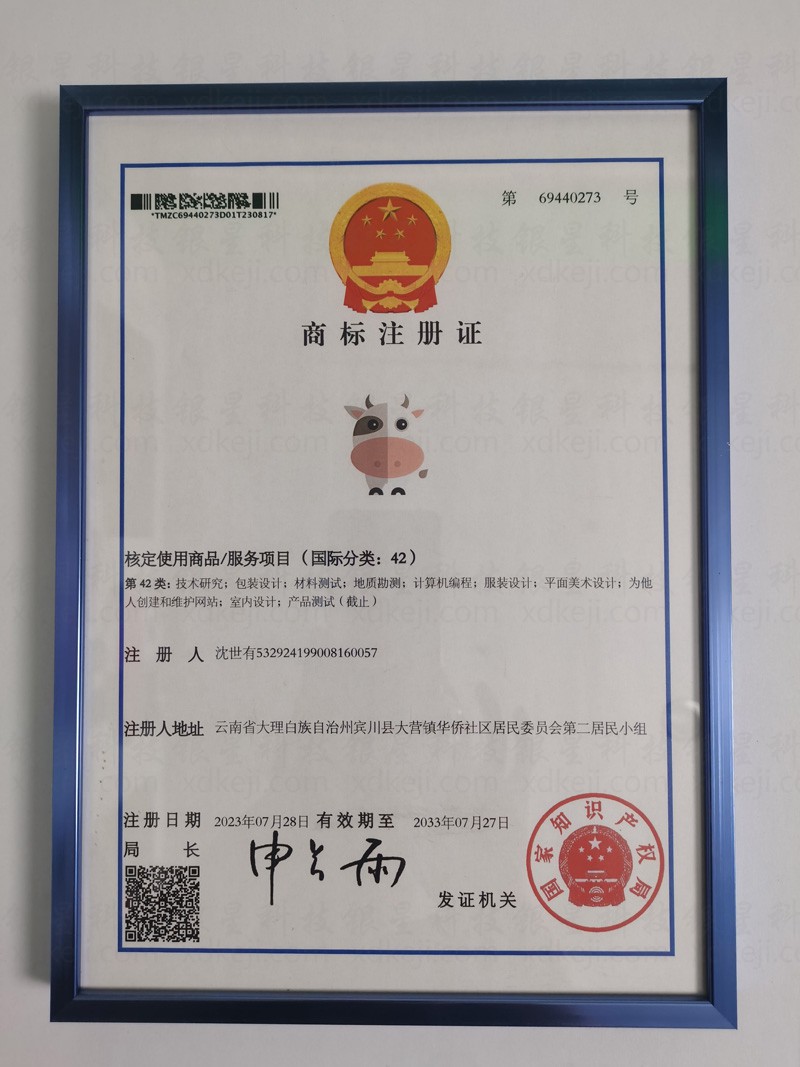 *TMZC69440273D01T230817*
第 69440273 号
商标注册证
核定使用商品/服务项目（国际分类：42）
第42类：技术研究；包装设计；材料测试；地质勘测；计算机编程；服装设计；平面美术设计；为他
人创建和维护网站；室内设计；产品测试（截止）
注册人 沈世有532924199008160057
注册人地址 云南省大理白族自治州宾川县大营镇华侨社区居民委员会第二居民小组
注册日期 2023年07月28日 有效期至 2033年07月27日
局长 申长雨
发证机关
国家知识产权局
银星科技
xdkeji.com